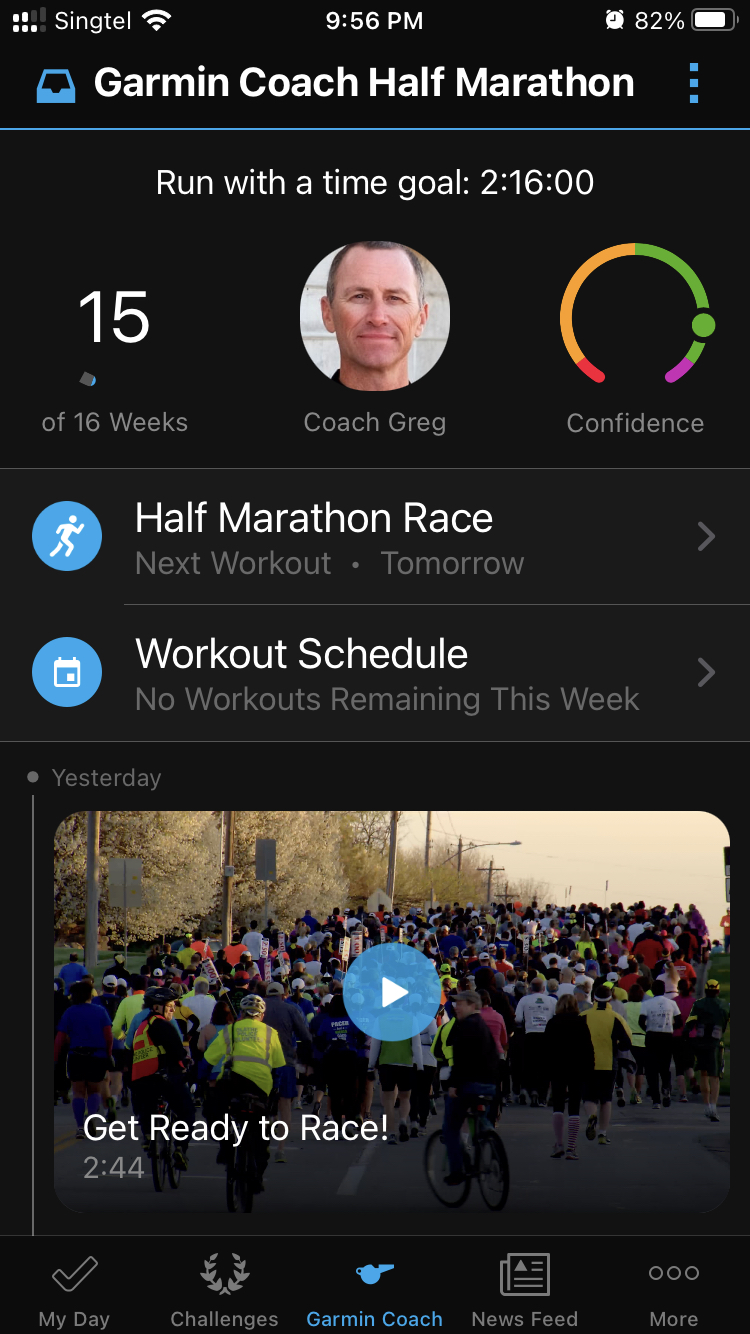 Singtel 9:56 PM 82%
Garmin Coach Half Marathon
Run with a time goal: 2:16:00
15
of 16 Weeks
Coach Greg
Confidence
Half Marathon Race
Next Workout • Tomorrow
Workout Schedule
No Workouts Remaining This Week
Yesterday
Get Ready to Race!
2:44
My Day Challenges Garmin Coach News Feed More